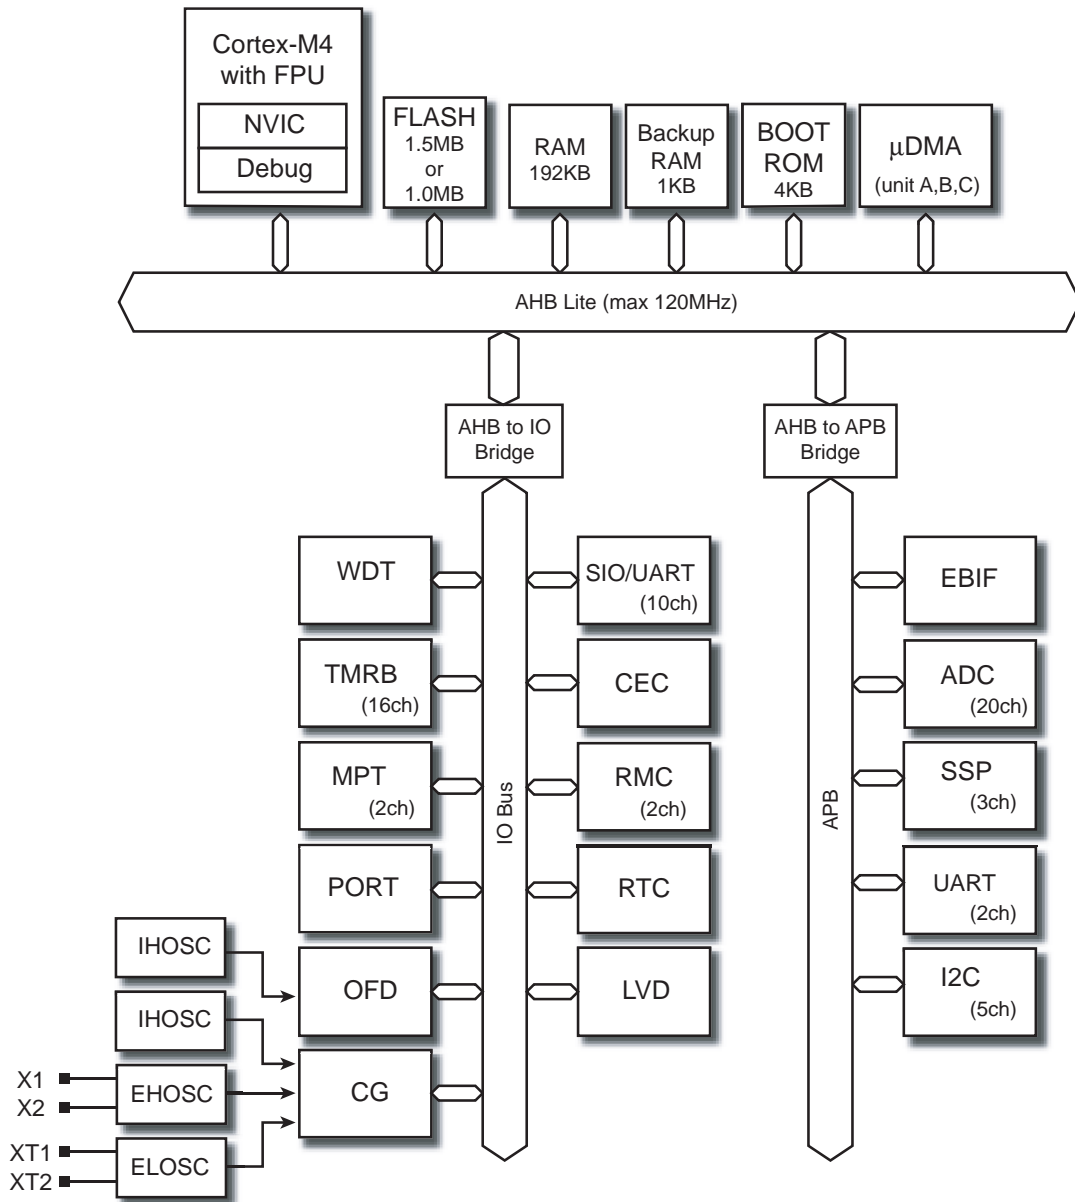 Cortex-M4
with FPU
NVIC
Debug
FLASH
1.5MB
or
1.0MB
RAM
192KB
Backup
RAM
1KB
BOOT
ROM
4KB
μDMA
(unit A,B,C)
AHB Lite (max 120MHz)
AHB to IO
Bridge
AHB to APB
Bridge
WDT
SIO/UART
(10ch)
EBIF
TMRB
(16ch)
CEC
ADC
(20ch)
MPT
(2ch)
IO Bus
RMC
(2ch)
APB
SSP
(3ch)
PORT
RTC
UART
(2ch)
IHOSC
OFD
LVD
I2C
(5ch)
IHOSC
X1
X2
EHOSC
CG
XT1
XT2
ELOSC